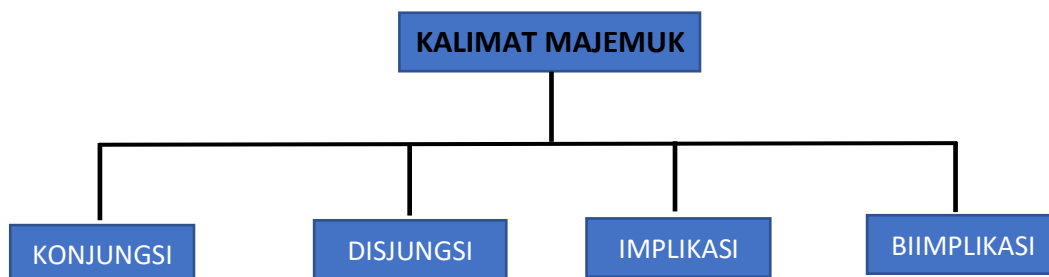 KALIMAT MAJEMUK
KONJUNGSI
DISJUNGSI
IMPLIKASI
BIIMPLIKASI